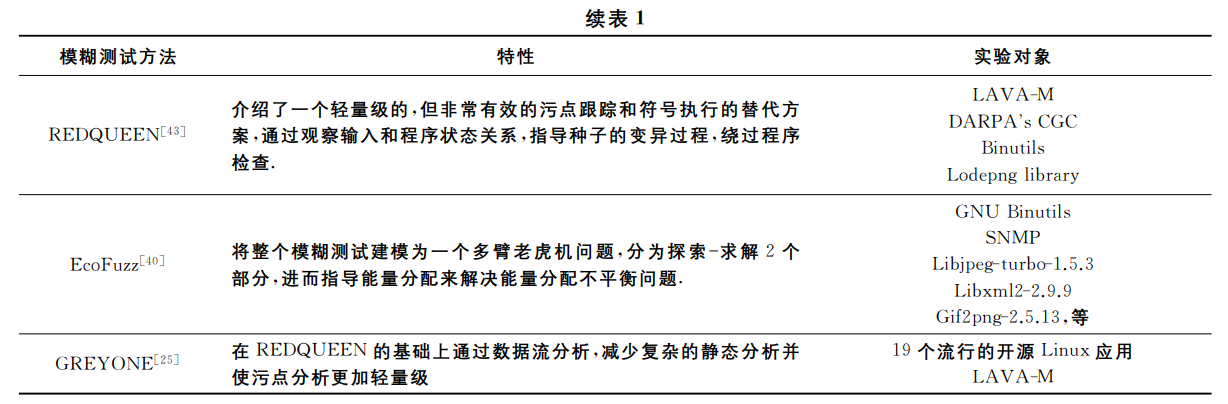 续表 1
模糊测试方法 特性 实验对象
REDQUEEN[43]
介绍了一个轻量级的,但非常有效的污点跟踪和符号执行的替代方
案,通过观察输入和程序状态关系,指导种子的变异过程,绕过程序
检查.
LAVA-M
DARPA's CGC
Binutils
Lodepng library
EcoFuzz[40]
将整个模糊测试建模为一个多臂老虎机问题,分为探索-求解 2 个
部分,进而指导能量分配来解决能量分配不平衡问题.
GNU Binutils
SNMP
Libjpeg-turbo-1.5.3
Libxml2-2.9.9
Gif2png-2.5.13,等
GREYONE[25]
在 REDQUEEN 的基础上通过数据流分析,减少复杂的静态分析并
使污点分析更加轻量级
19 个流行的开源 Linux 应用
LAVA-M